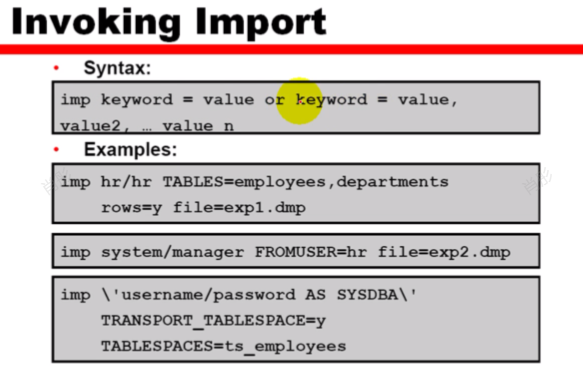 Invoking Import
• Syntax:
imp keyword = value or keyword = value,
value2, … value n
• Examples:
imp hr/hr TABLES=employees,departments
rows=y file=exp1.dmp
imp system/manager FROMUSER=hr file=exp2.dmp
imp \'username/password AS SYSDBA\'
TRANSPORT_TABLESPACE=y
TABLESPACES=ts_employees